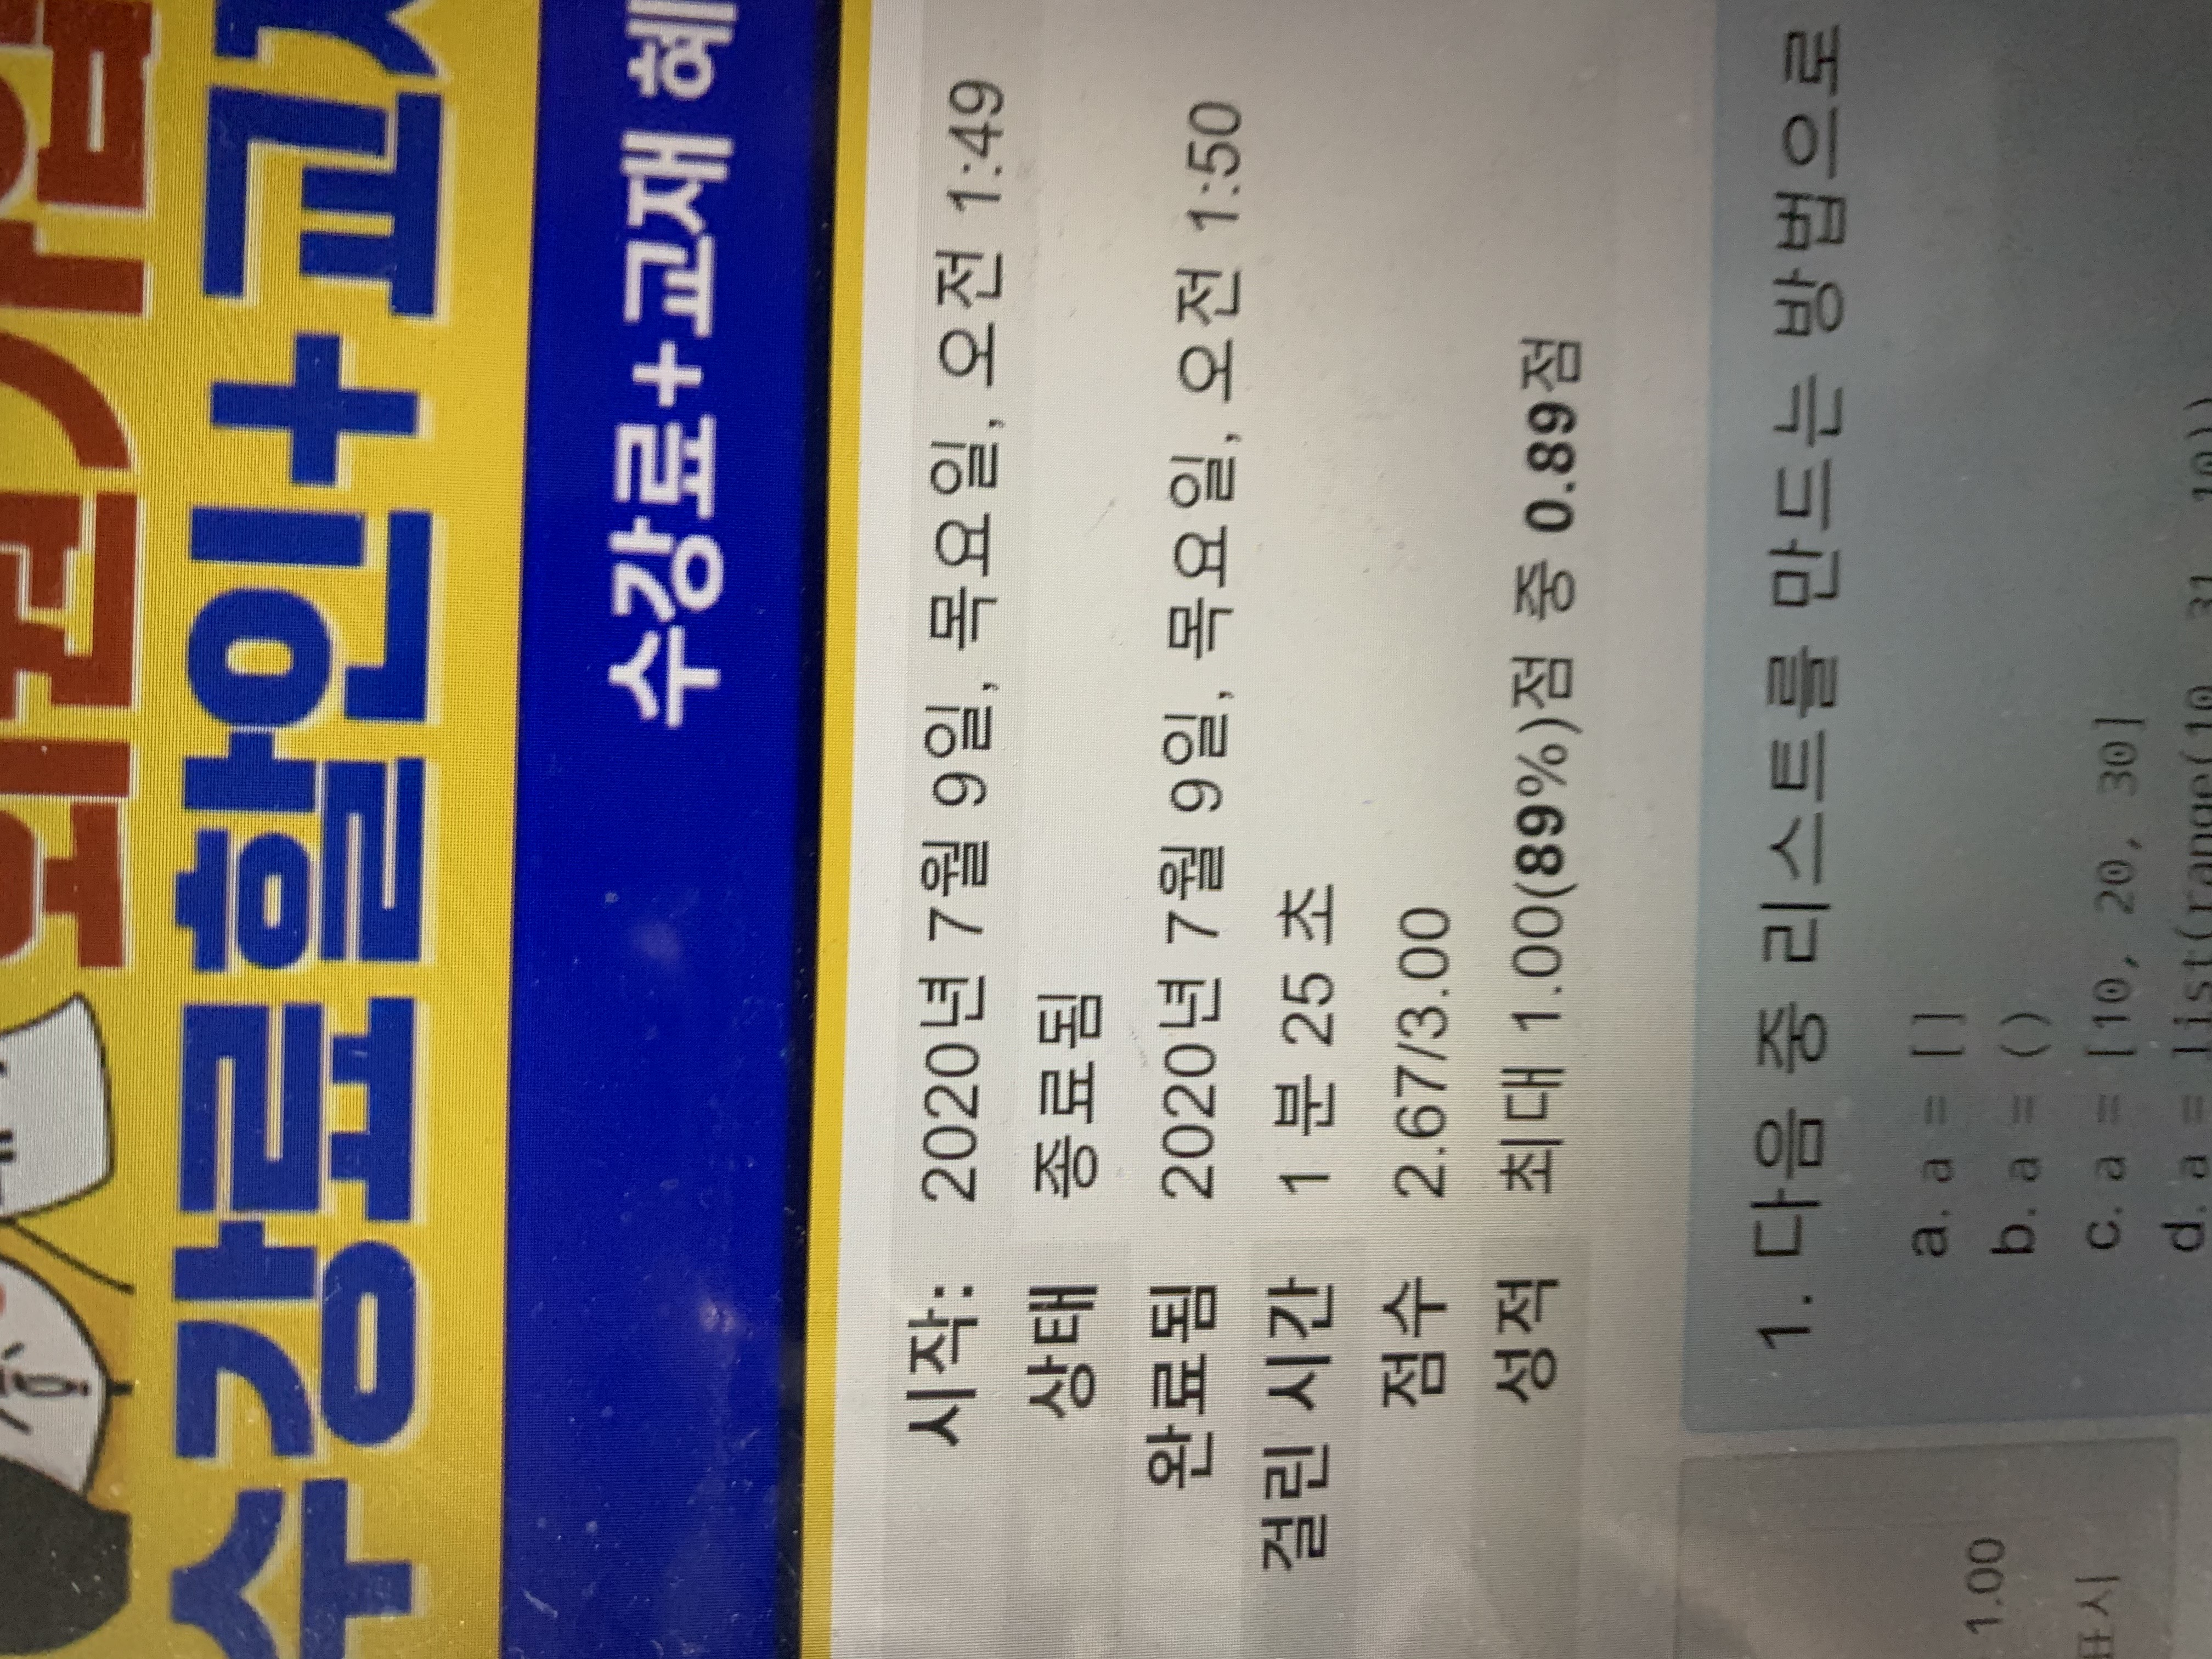 회원가입
수강료할인+교재
수강료+교재 혜
시작: 2020년 7월 9일, 목요일, 오전 1:49
상태 종료됨
완료됨 2020년 7월 9일, 목요일, 오전 1:50
걸린 시간 1 분 25 초
점수 2.67/3.00
성적 최대 1.00(89%)점 중 0.89점
1. 다음 중 리스트를 만드는 방법으로
a. a = []
b. a = ()
1.00
c. a = [10, 20, 30]
표시
d. a = list(range(10, 31, 10))